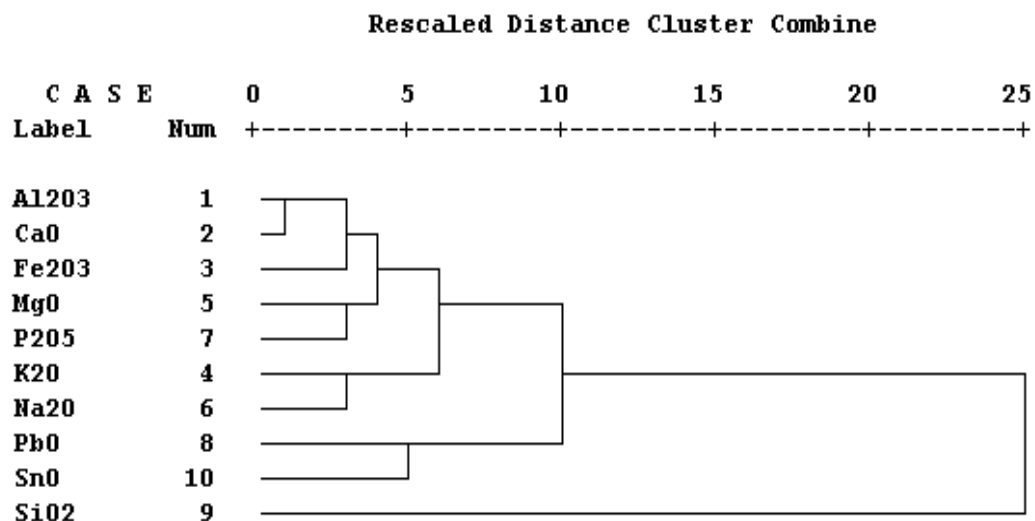 Rescaled Distance Cluster Combine
C A S E 0 5 10 15 20 25
Label Num +---------+---------+---------+---------+---------+
Al2O3 1
CaO 2
Fe2O3 3
MgO 5
P2O5 7
K2O 4
Na2O 6
PbO 8
SnO 10
SiO2 9